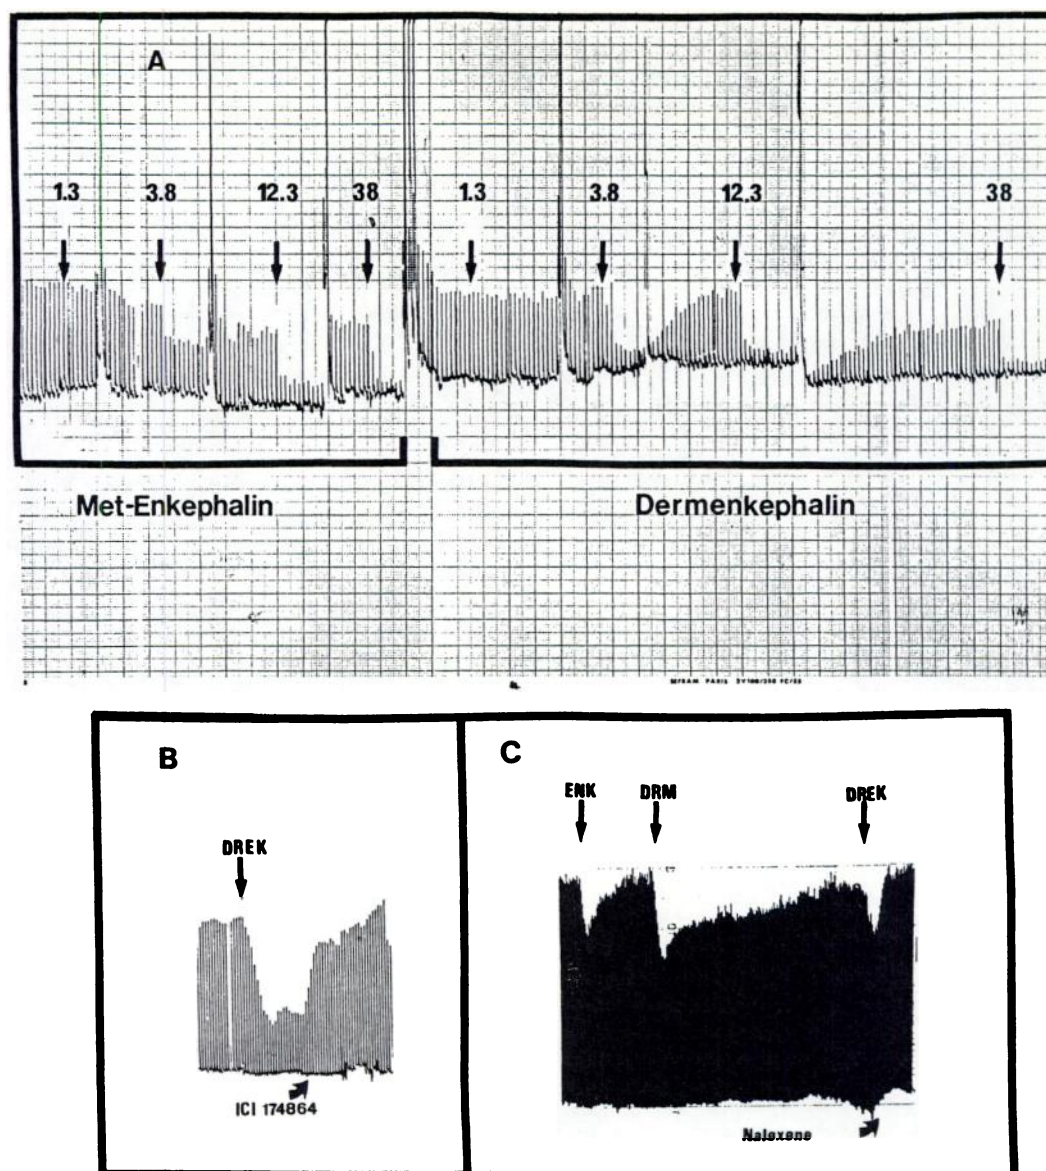 A
1.3 3.8 12.3 38 1.3 3.8 12.3 38
Met-Enkephalin Dermenkephalin
B
DREK
ICI 174864
C
ENK DRM DREK
Naloxone